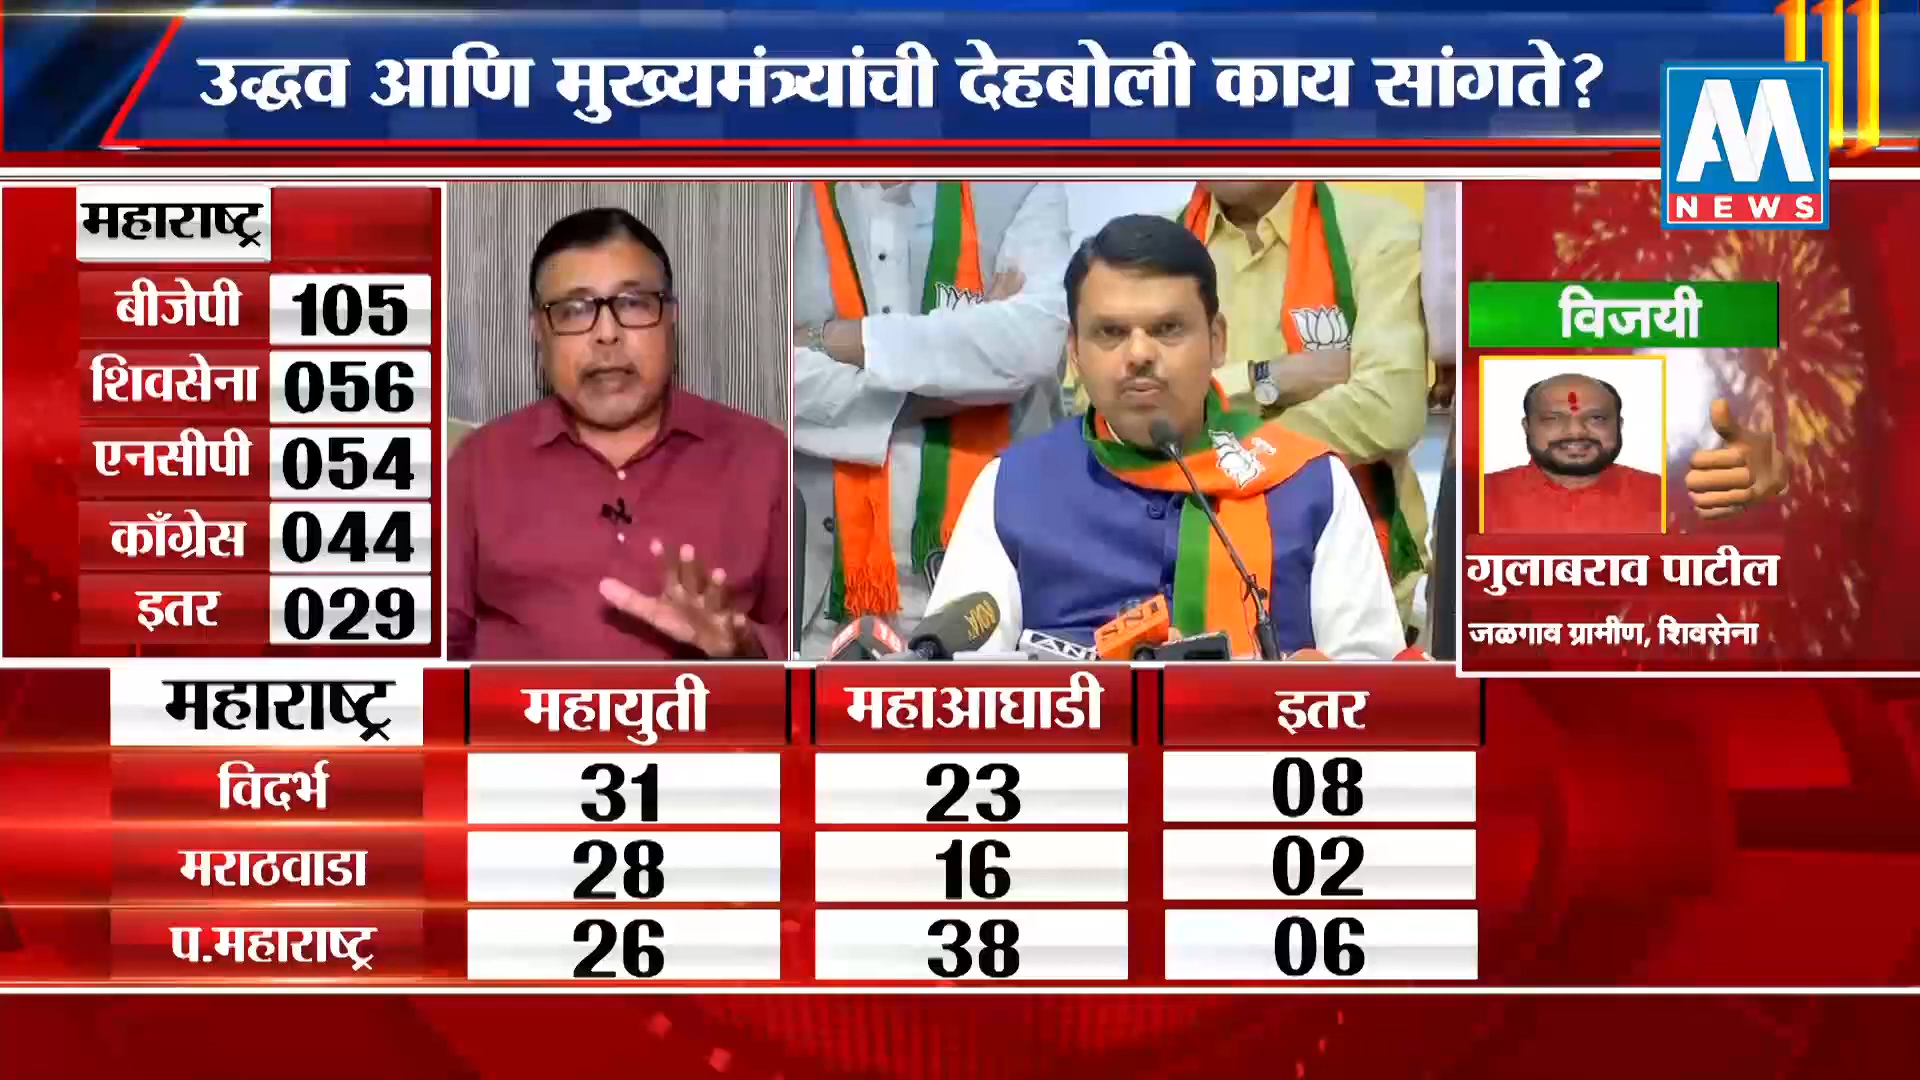 उद्धव आणि मुख्यमंत्र्यांची देहबोली काय सांगते?
AM
NEWS
महाराष्ट्र
बीजेपी 105
शिवसेना 056
एनसीपी 054
काँग्रेस 044
इतर 029
ANI
विजयी
गुलाबराव पाटील
जळगाव ग्रामीण, शिवसेना
महाराष्ट्र महायुती महाआघाडी इतर
विदर्भ 31 23 08
मराठवाडा 28 16 02
प.महाराष्ट्र 26 38 06